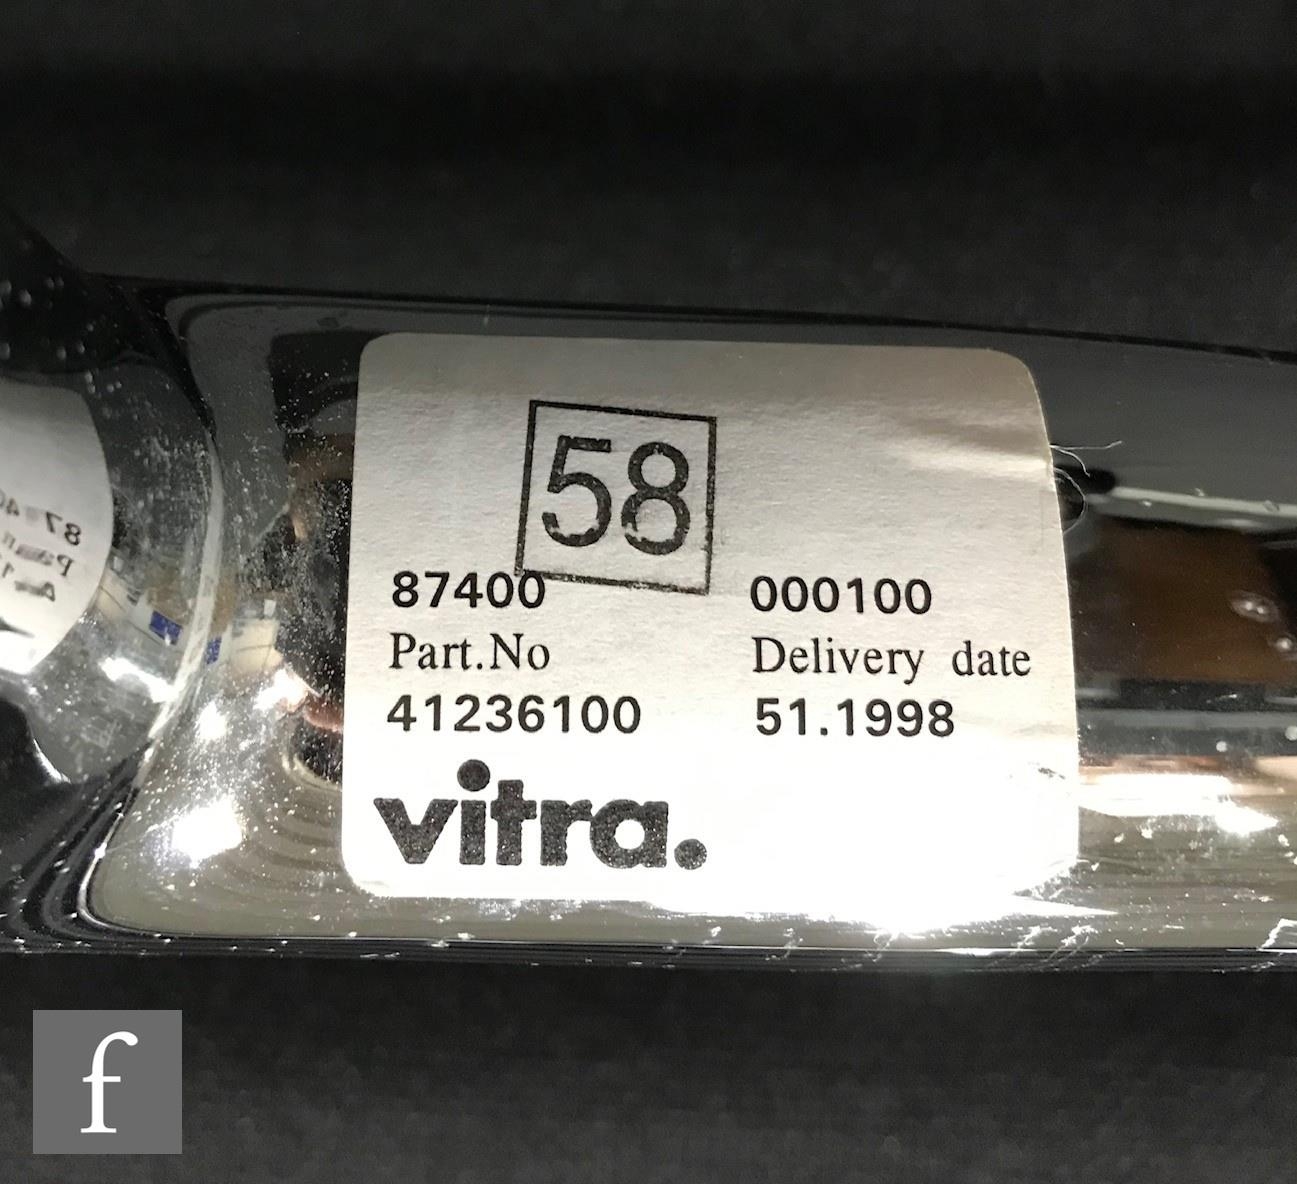 58
87400 000100
Part.No Delivery date
41236100 51.1998
vitra.
f